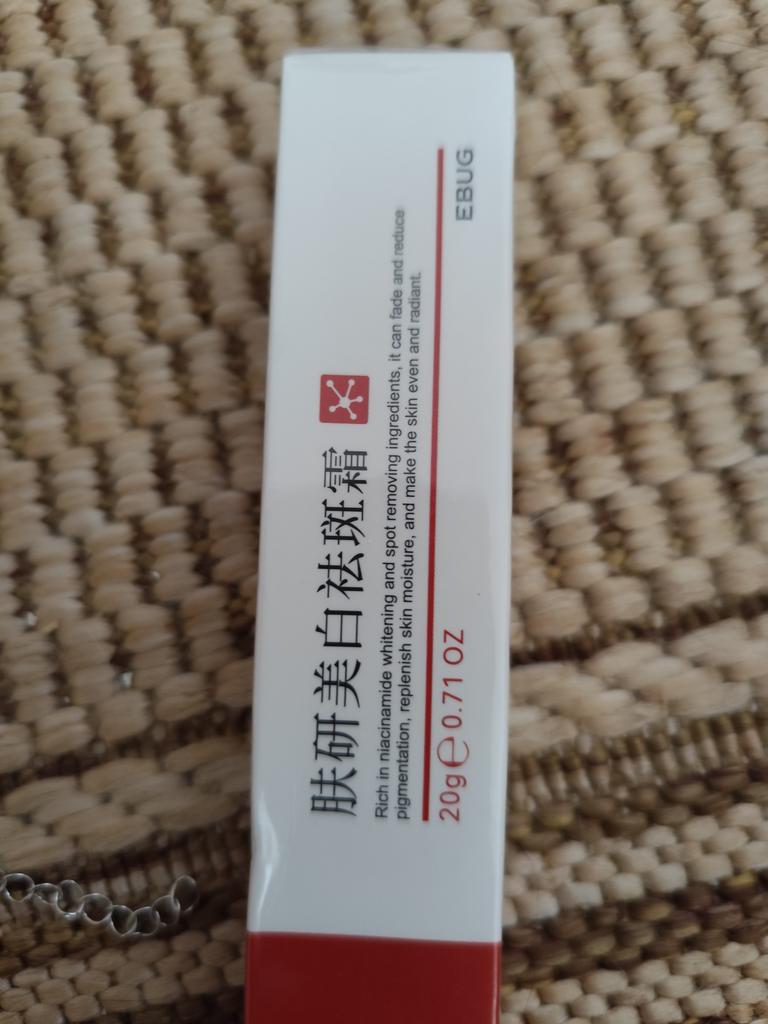 肤研美白祛斑霜
Rich in niacinamide whitening and spot removing ingredients, it can fade and reduce
pigmentation, replenish skin moisture, and make the skin even and radiant.
20g℮0.71 OZ
EBUG